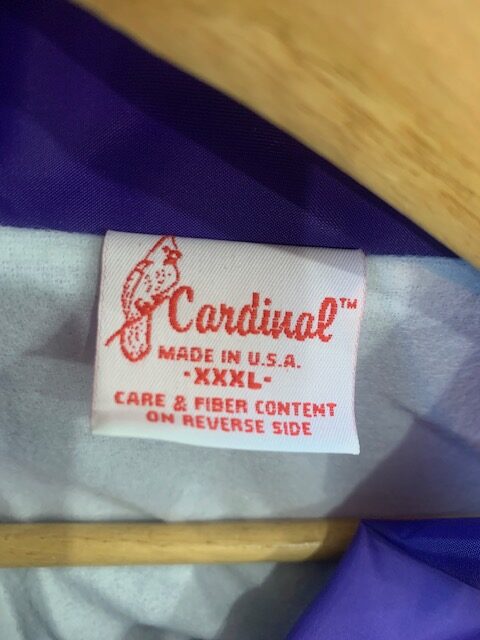 Cardinal™
MADE IN U.S.A.
-XXXL-
CARE & FIBER CONTENT
ON REVERSE SIDE